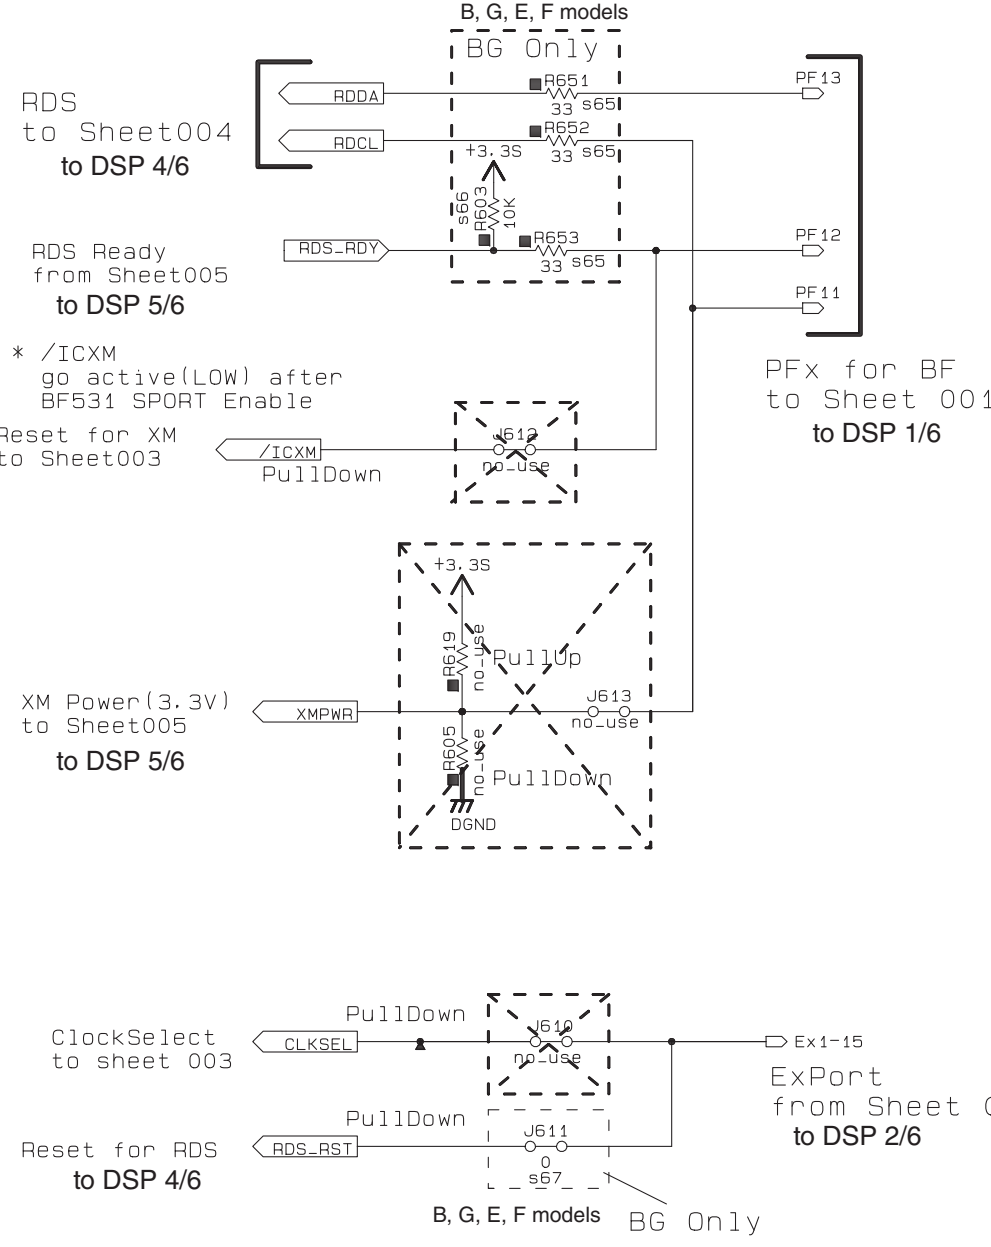 B, G, E, F models
BG Only
RDS
to Sheet004
to DSP 4/6
RDDA
R651
33 s65
PF13
RDCL
R652
33 s65
+3.3S
s66
R603
10K
RDS Ready
from Sheet005
to DSP 5/6
RDS_RDY
R653
33 s65
PF12
PF11
* /ICXM
go active(LOW) after
BF531 SPORT Enable
PFx for BF
to Sheet 001
to DSP 1/6
Reset for XM
to Sheet003
/ICXM
PullDown
J612
no_use
+3.3S
R619
no_use
PullUp
XM Power(3.3V)
to Sheet005
to DSP 5/6
XMPWR
J613
no_use
R605
no_use
PullDown
DGND
ClockSelect
to sheet 003
PullDown
CLKSEL
J610
no_use
Ex1-15
ExPort
from Sheet
to DSP 2/6
Reset for RDS
to DSP 4/6
PullDown
RDS_RST
J611
0
s67
B, G, E, F models
BG Only